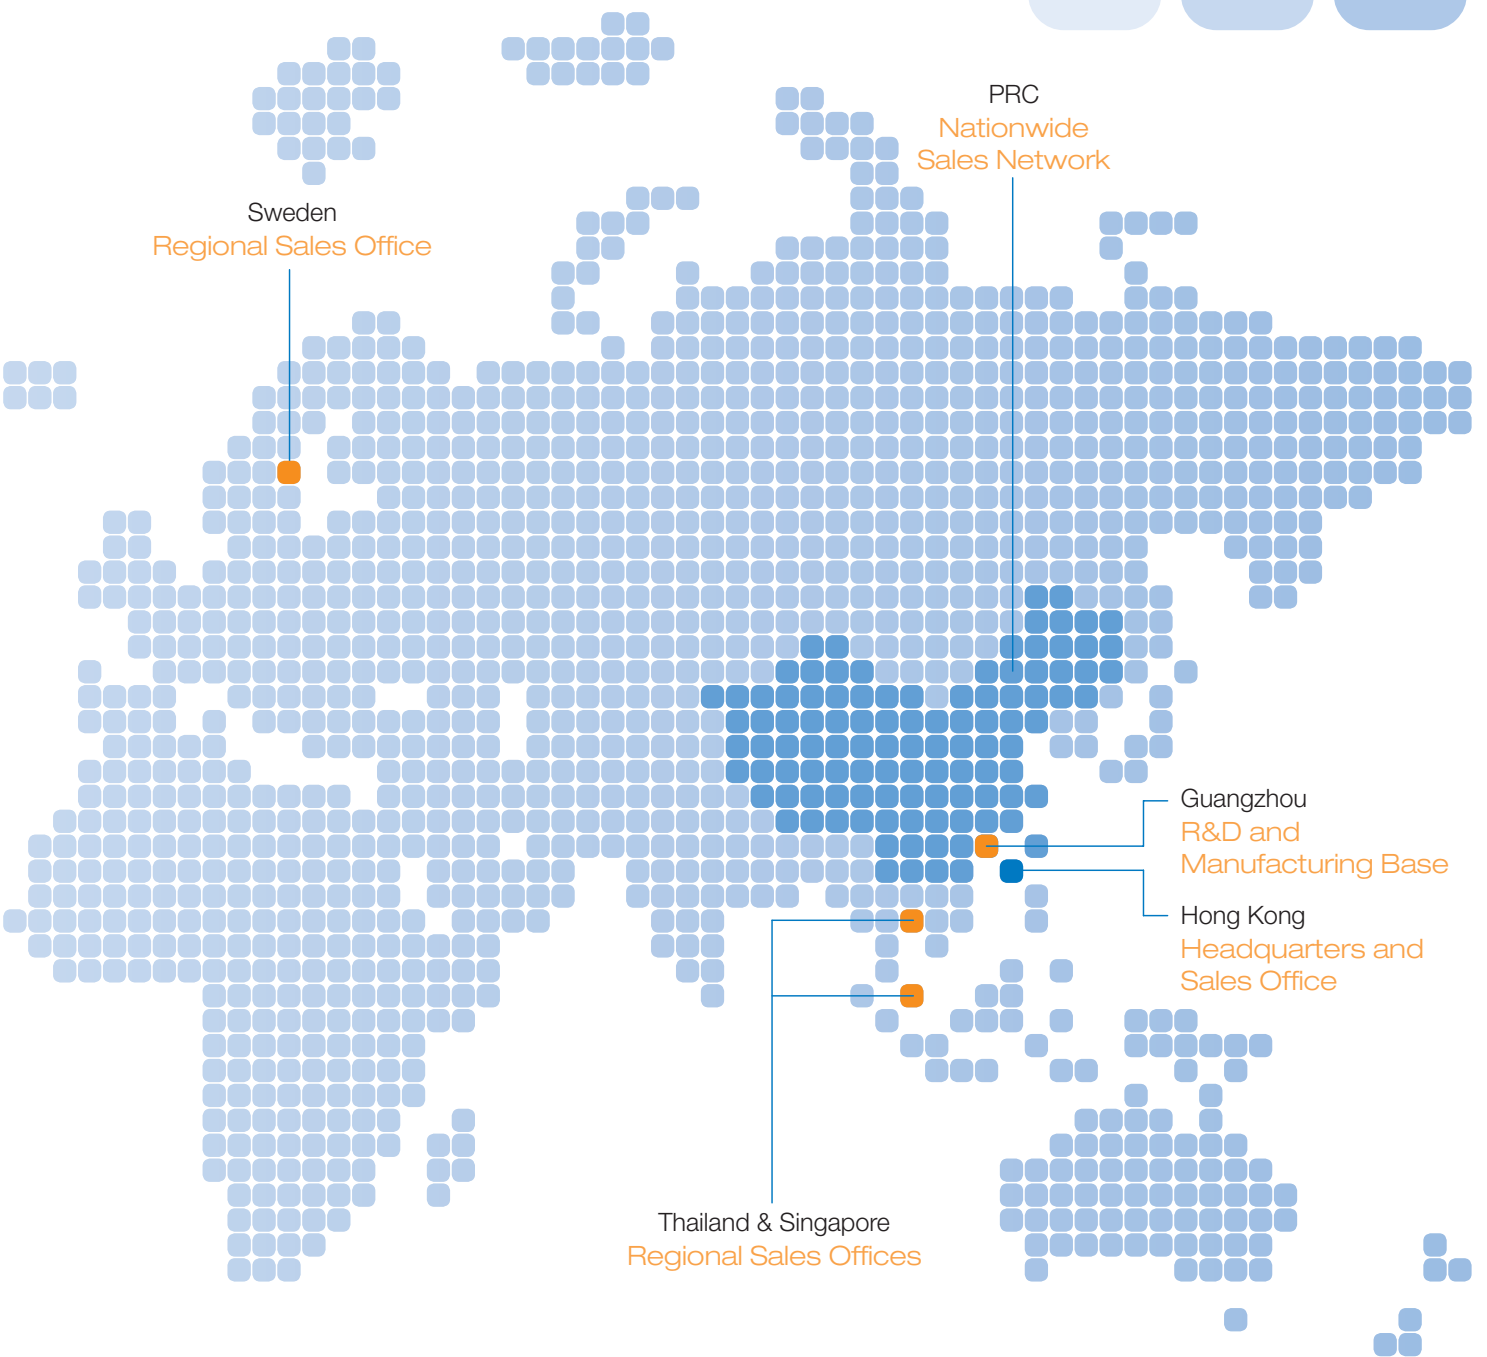 PRC
Nationwide
Sales Network
Sweden
Regional Sales Office
Guangzhou
R&D and
Manufacturing Base
Hong Kong
Headquarters and
Sales Office
Thailand & Singapore
Regional Sales Offices